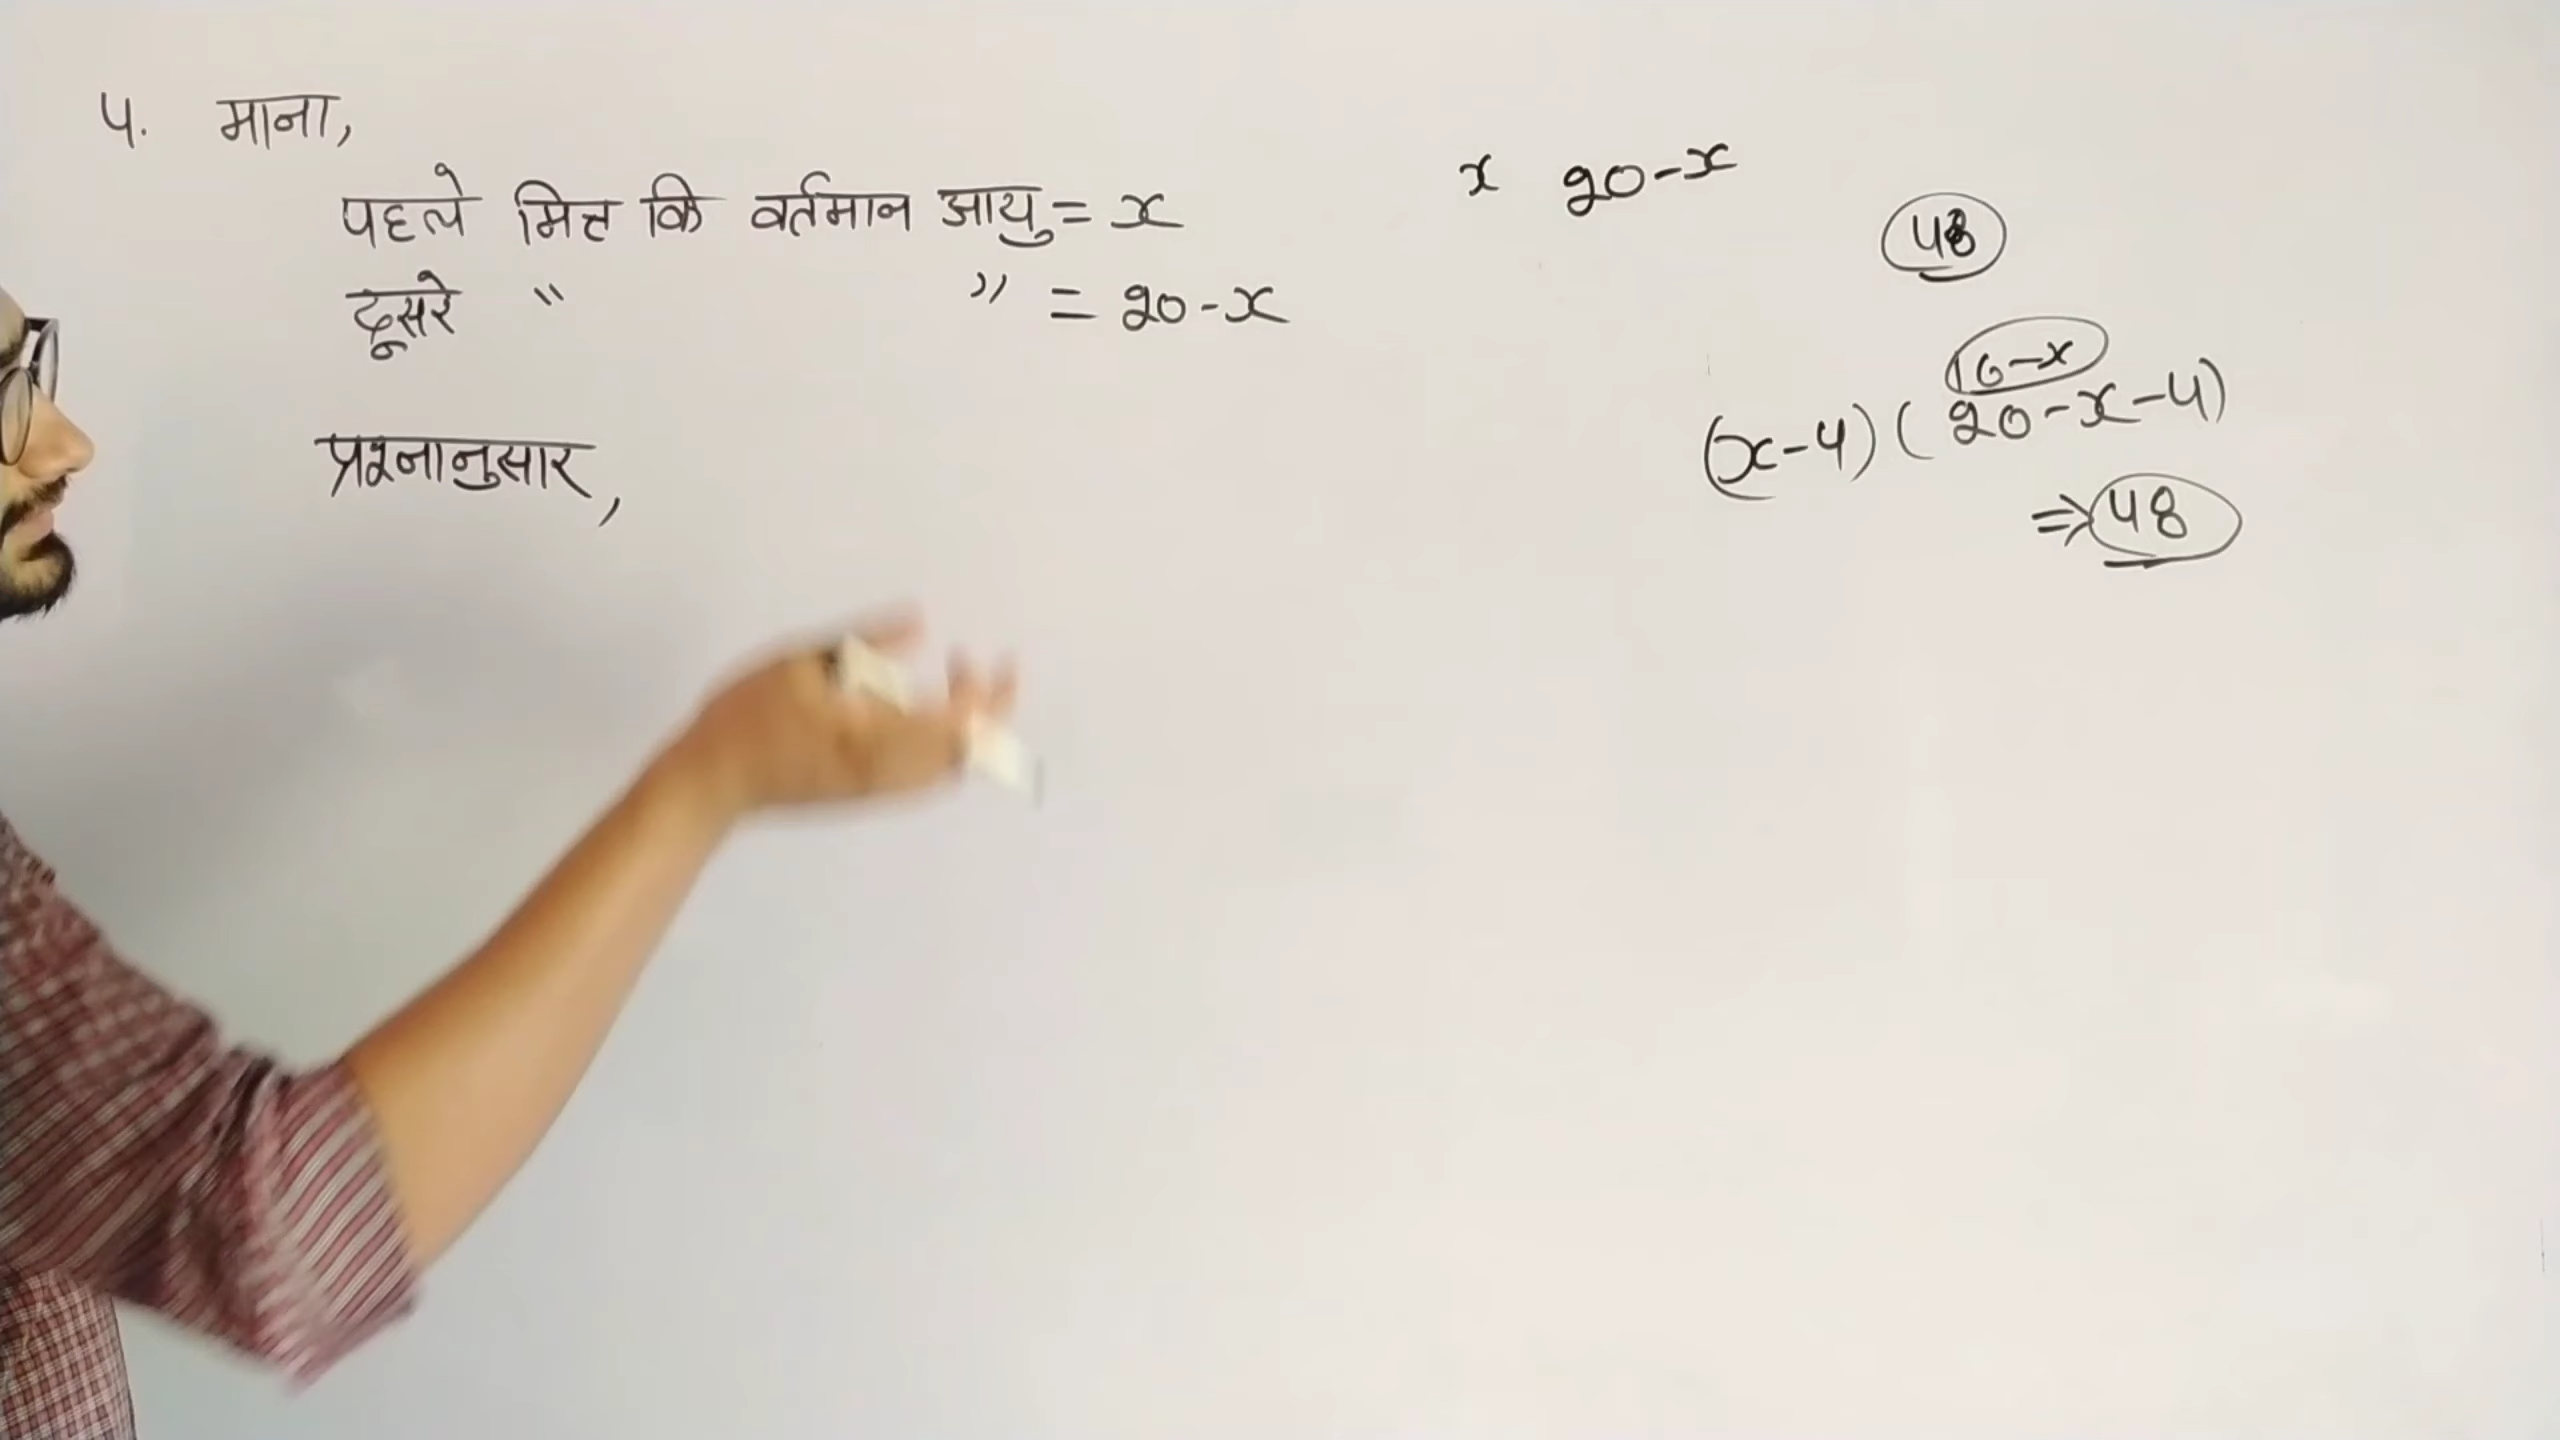 4. माना,
पहले मित्र कि वर्तमान आयु = x
दूसरे " " = 20-x
प्रश्नानुसार,
x 20-x
48
16-x
(x-4) (20-x-4)
⇒ 48